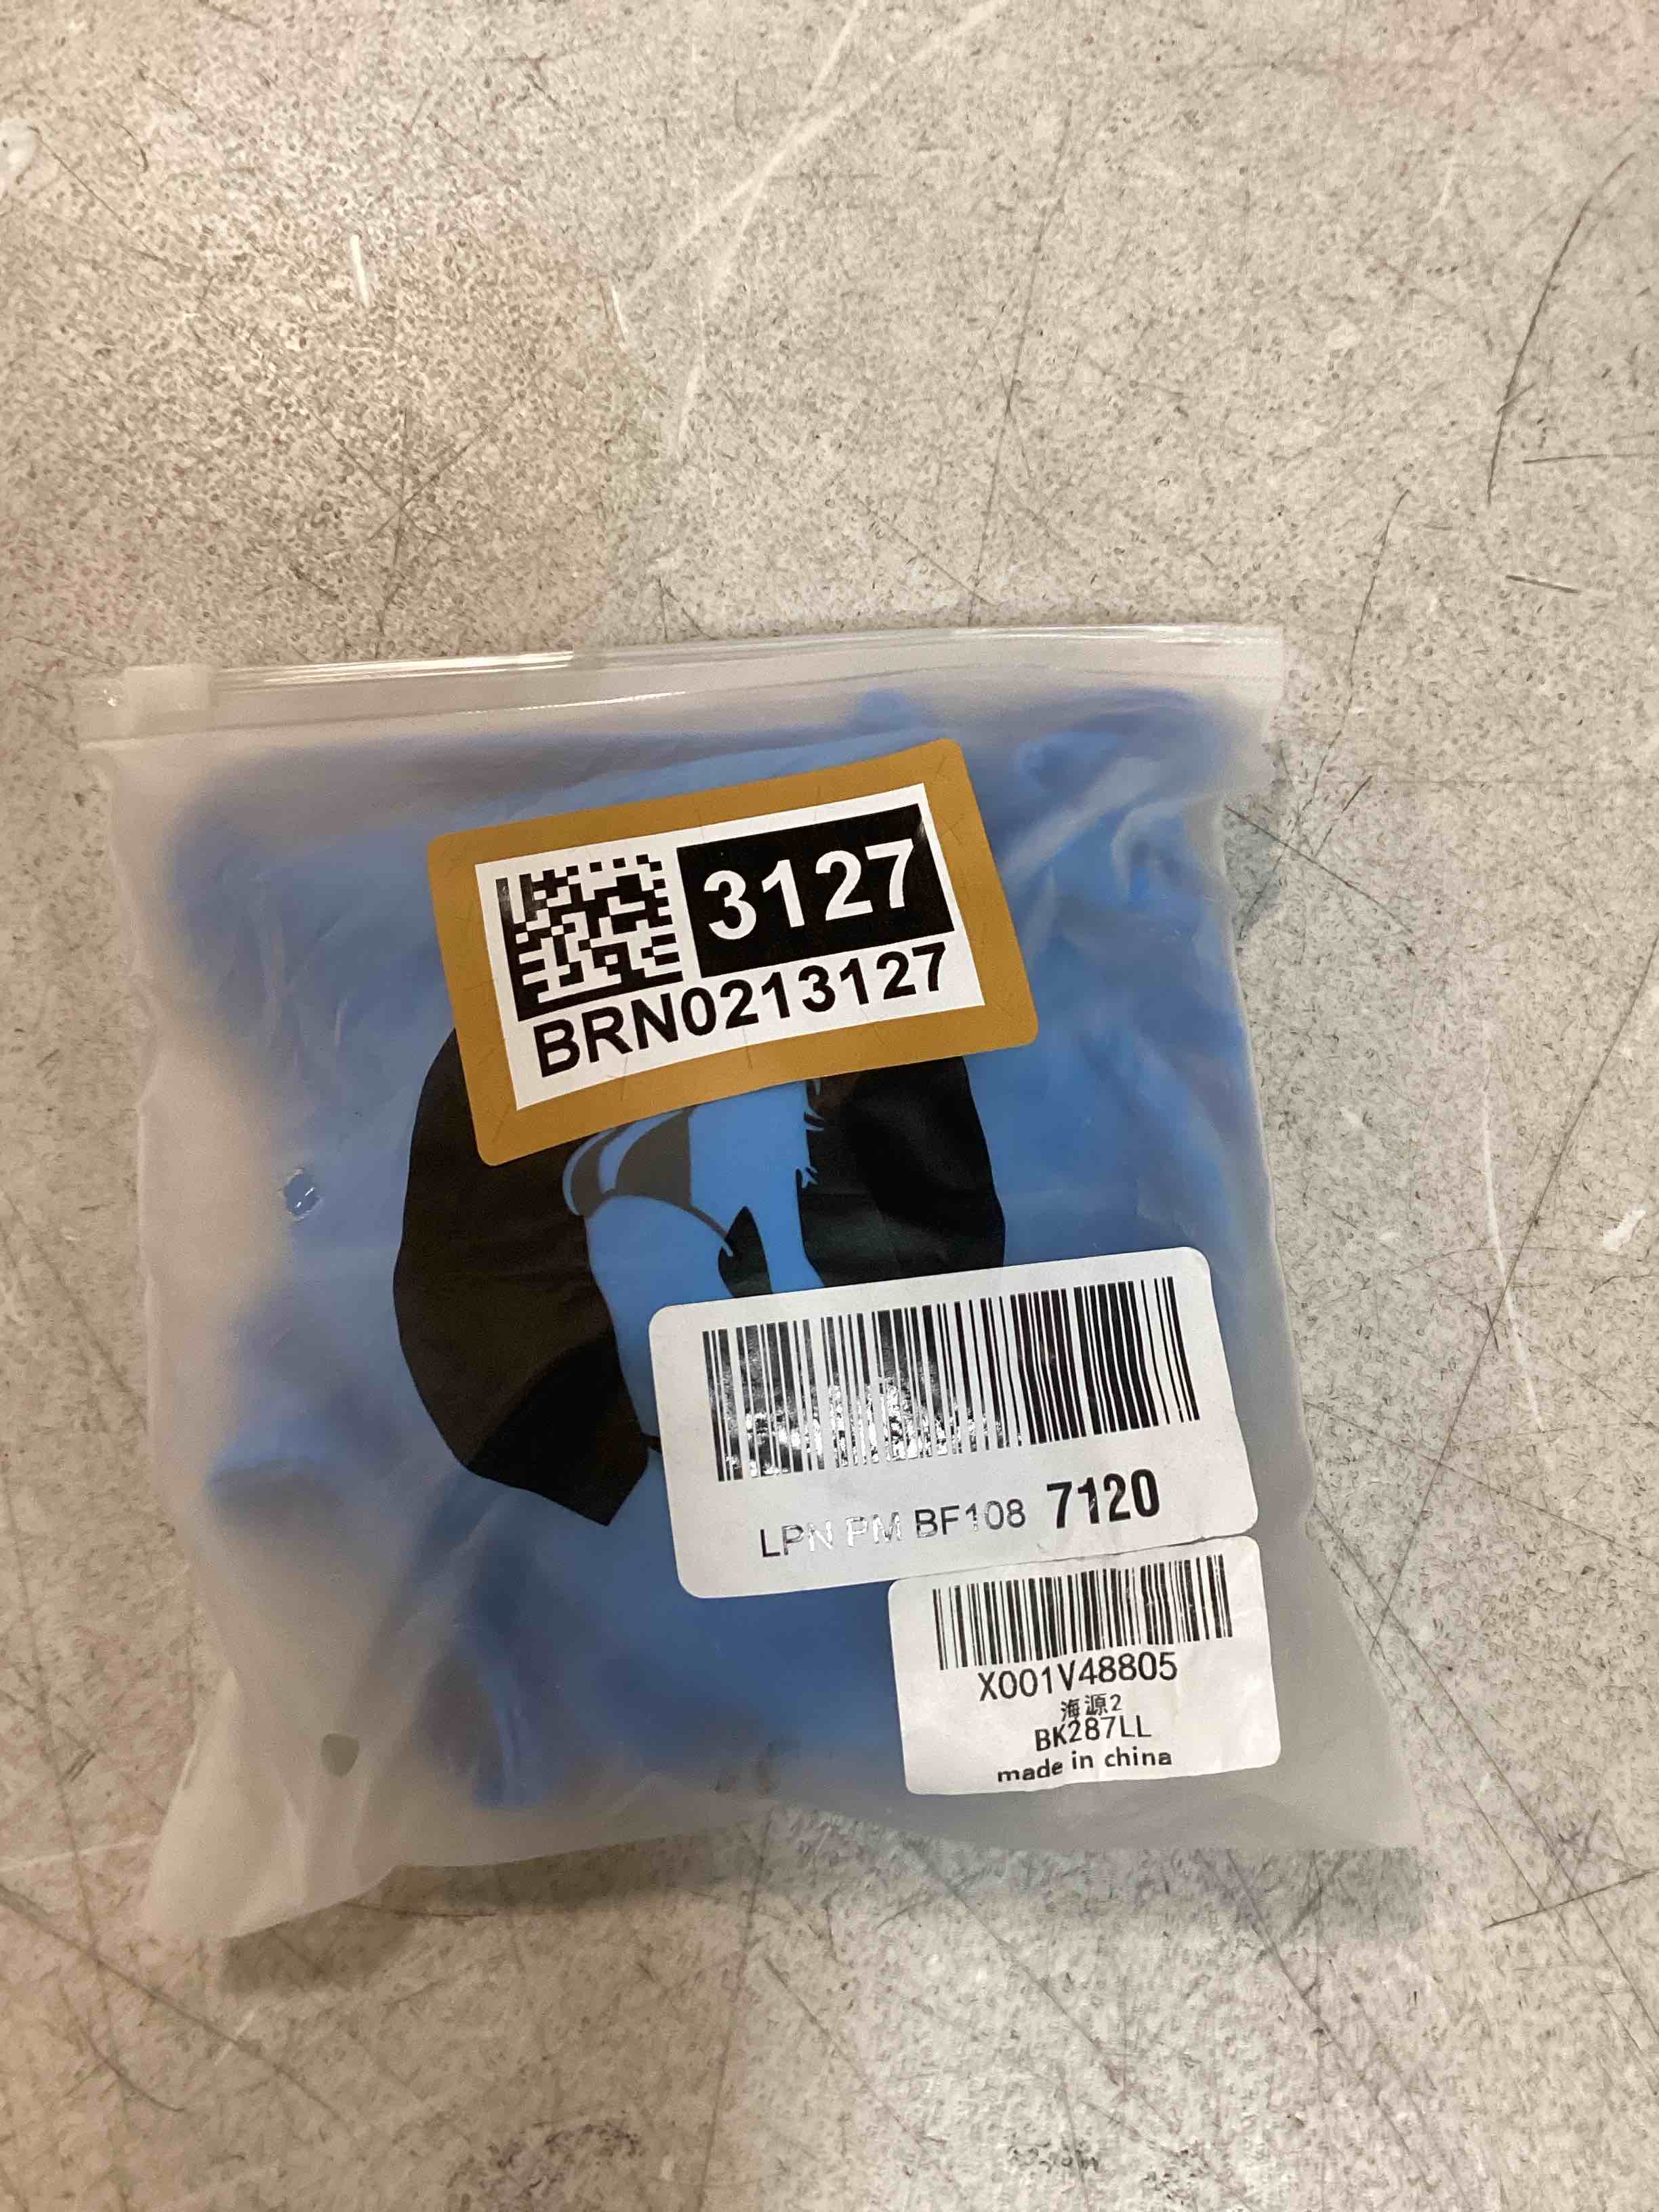 3127
BRN0213127
LPN PM BF108 7120
X001V48805
海源2
BK287LL
made in china